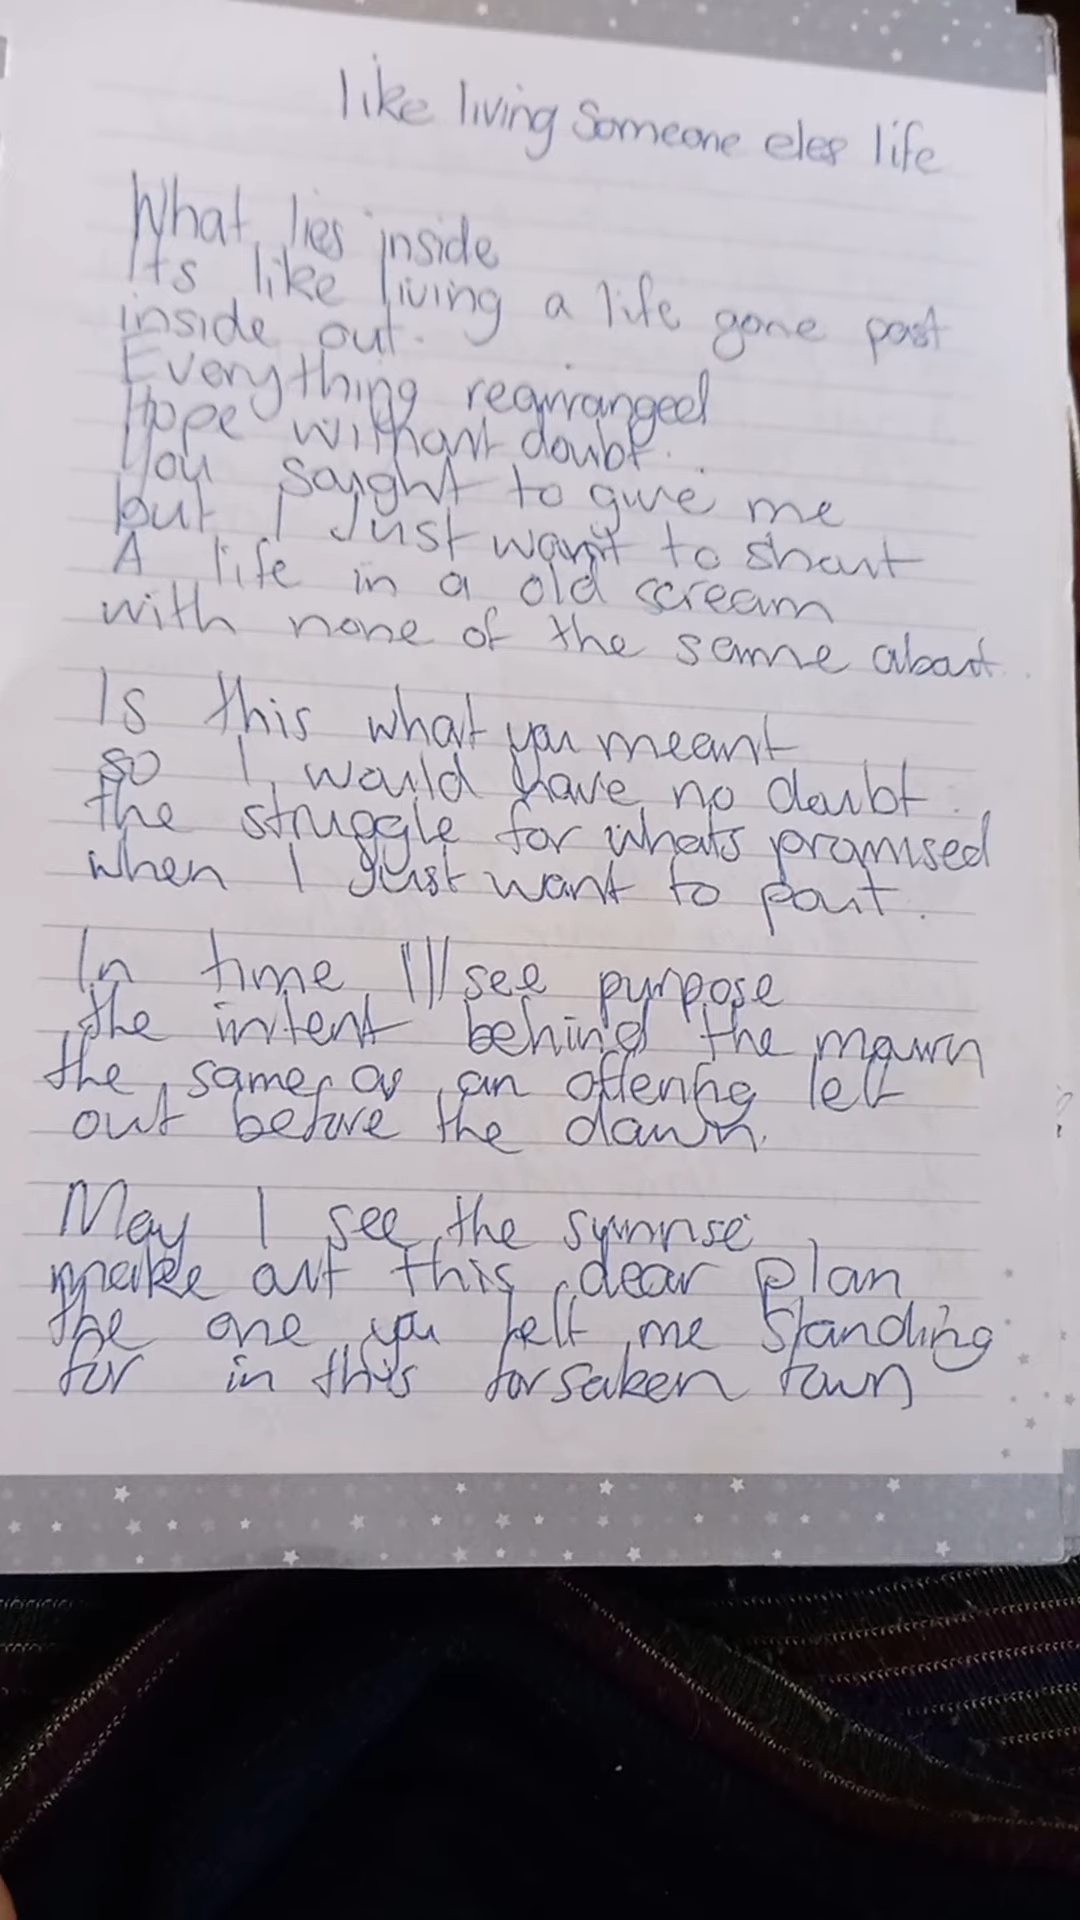 like living Someone eles life
What lies inside
Its like living a life gone past
inside out.
Everything rearranged
Hope without doubt.
You sought to give me
but I Just want to shout
A life in a old scream
with none of the same about.
Is this what you meant
so I would have no doubt.
the struggle for whats promised
when I just want to pout.
In time I'll see purpose
the intent behind the mourn
the same as an offering left
out before the dawn.
May I see the sunrise
make out this dear plan
the one you left me standing
for in this forsaken town